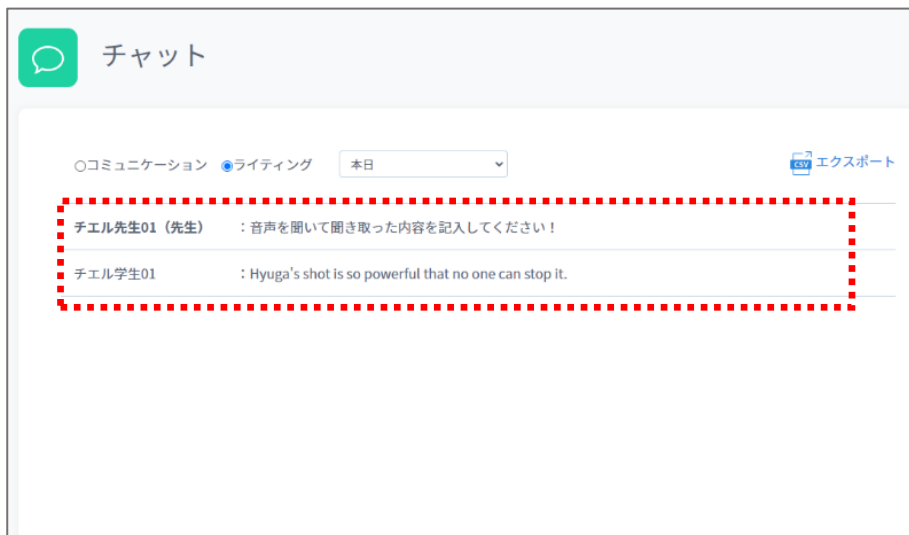 チャット
○コミュニケーション ◉ライティング 本日 CSV エクスポート
チエル先生01（先生） ：音声を聞いて聞き取った内容を記入してください！
チエル学生01 ：Hyuga's shot is so powerful that no one can stop it.